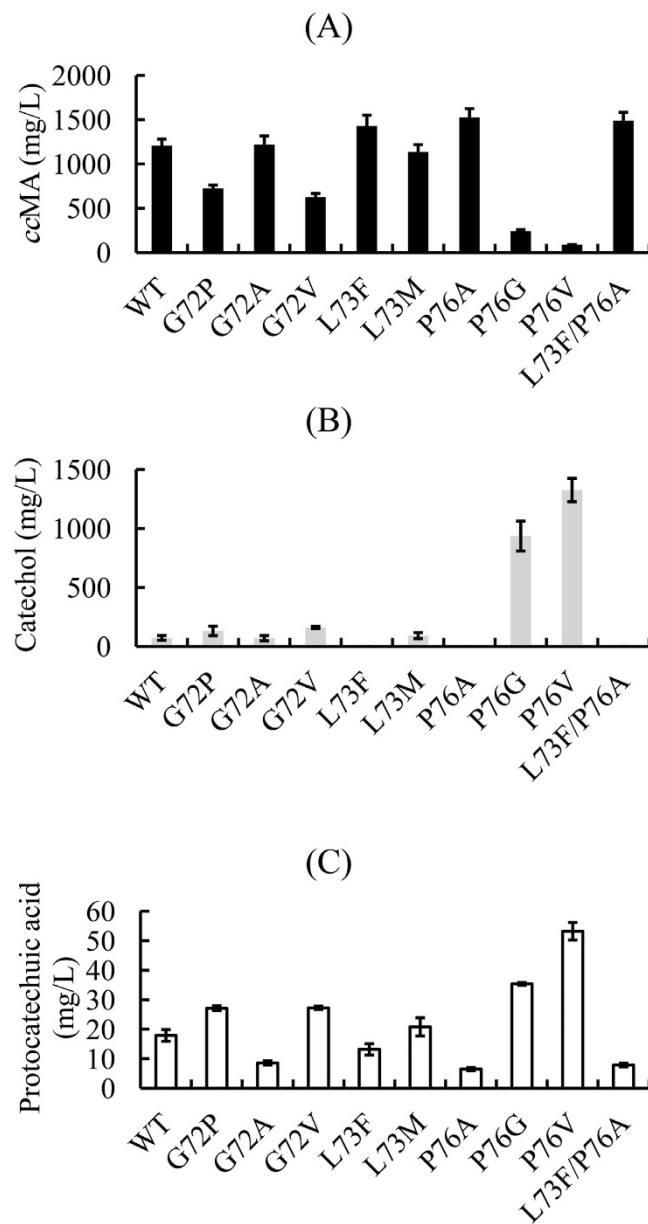 (A)
ccMA (mg/L)
2000
1500
1000
500
0
WT
G72P
G72A
G72V
L73F
L73M
P76A
P76G
P76V
L73F/P76A
(B)
Catechol (mg/L)
1500
1000
500
0
WT
G72P
G72A
G72V
L73F
L73M
P76A
P76G
P76V
L73F/P76A
(C)
Protocatechuic acid
(mg/L)
60
50
40
30
20
10
0
WT
G72P
G72A
G72V
L73F
L73M
P76A
P76G
P76V
L73F/P76A